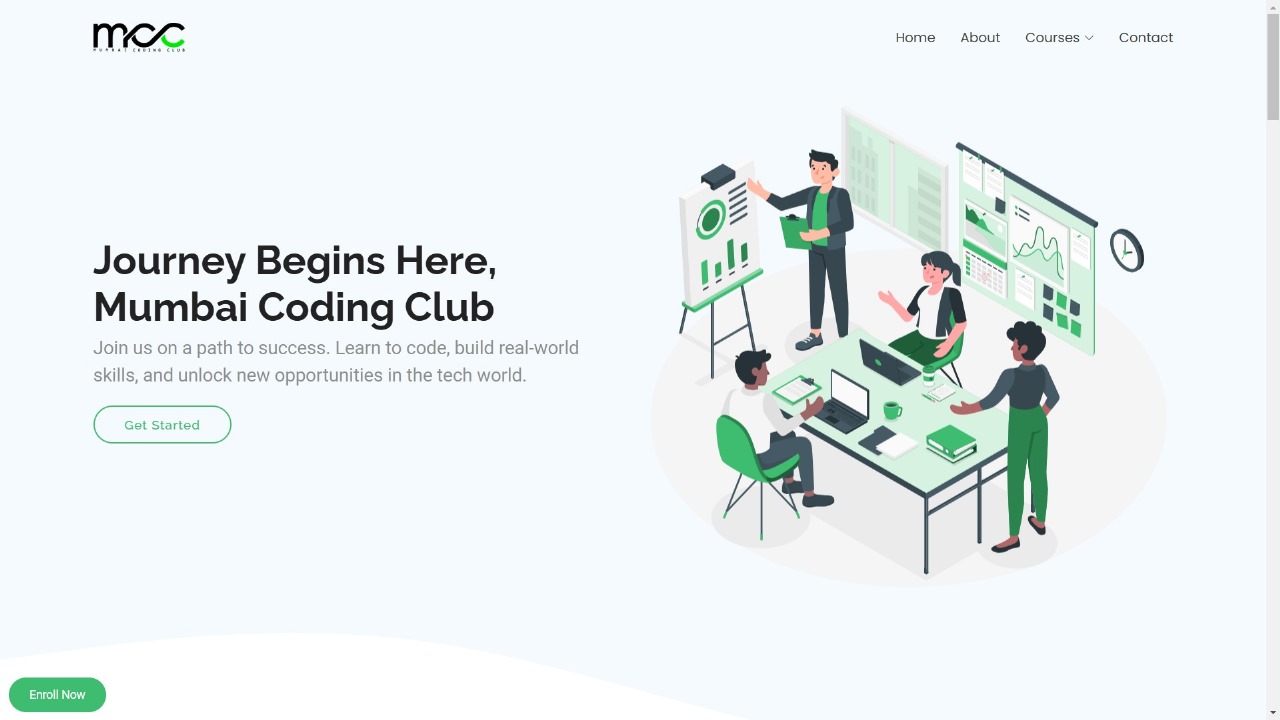 mcc
MUMBAI CODING CLUB
Home
About
Courses
Contact
Journey Begins Here,
Mumbai Coding Club
Join us on a path to success. Learn to code, build real-world
skills, and unlock new opportunities in the tech world.
Get Started
Enroll Now